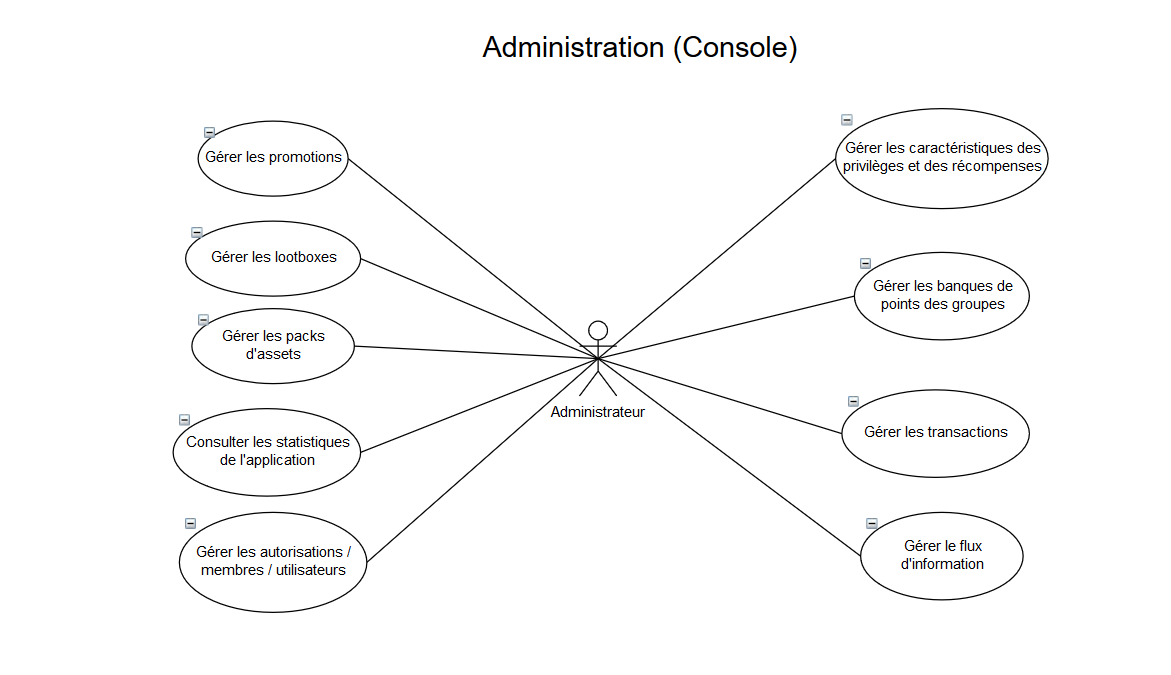 Administration (Console)
Gérer les promotions
Gérer les lootboxes
Gérer les packs
d'assets
Consulter les statistiques
de l'application
Gérer les autorisations /
membres / utilisateurs
Administrateur
Gérer les caractéristiques des
privilèges et des récompenses
Gérer les banques de
points des groupes
Gérer les transactions
Gérer le flux
d'information